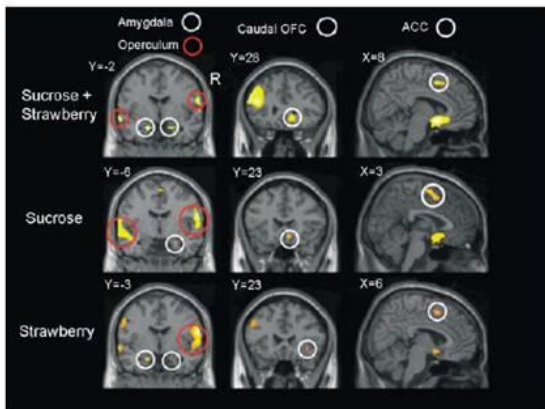 Amygdala
Operculum
Caudal OFC
ACC
Y=-2
R
Y=28
X=8
Sucrose +
Strawberry
Y=-6
Y=23
X=3
Sucrose
Y=-3
Y=23
X=6
Strawberry